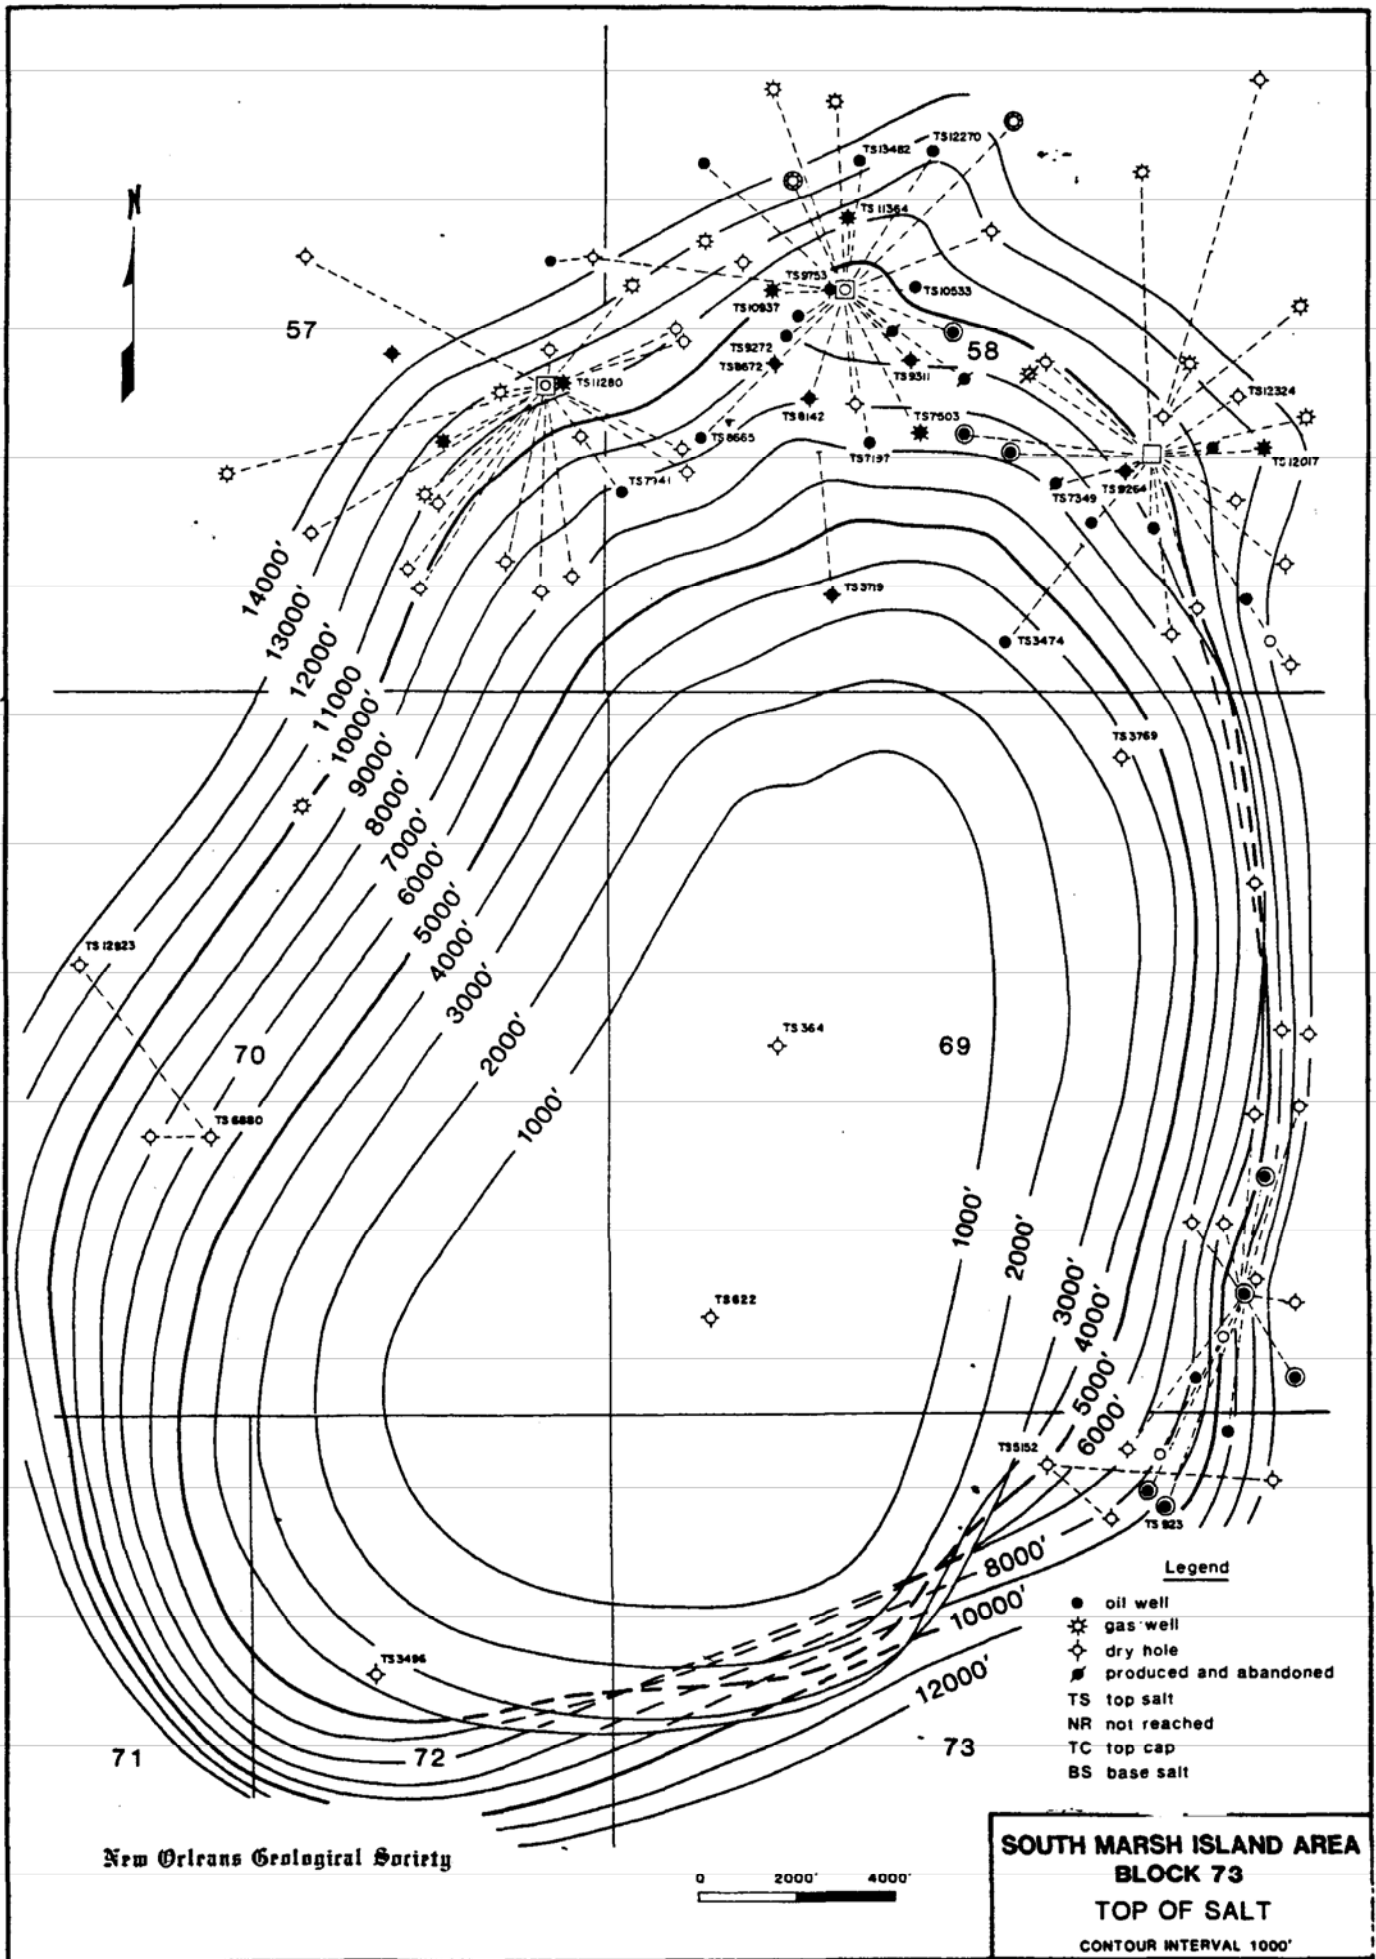 N
TS13482
TS12270
TS11364
TS9753
TS10533
TS10937
57
TS9272
58
TS8672
TS9311
TS11280
TS12324
TS8142
TS7503
TS8665
TS7197
TS12017
TS9264
TS7349
TS3719
TS3474
14000'
13000'
12000'
11000
10000'
9000'
8000'
7000'
6000'
5000'
4000'
3000'
2000'
1000'
TS3769
TS12823
TS364
70
69
TS6880
1000'
2000'
3000'
4000'
5000'
6000'
TS622
TS5152
TS 823
8000'
10000'
12000'
TS3496
71
72
73
Legend
oil well
gas well
dry hole
produced and abandoned
TS top salt
NR not reached
TC top cap
BS base salt
New Orleans Geological Society
0 2000' 4000'
SOUTH MARSH ISLAND AREA
BLOCK 73
TOP OF SALT
CONTOUR INTERVAL 1000'